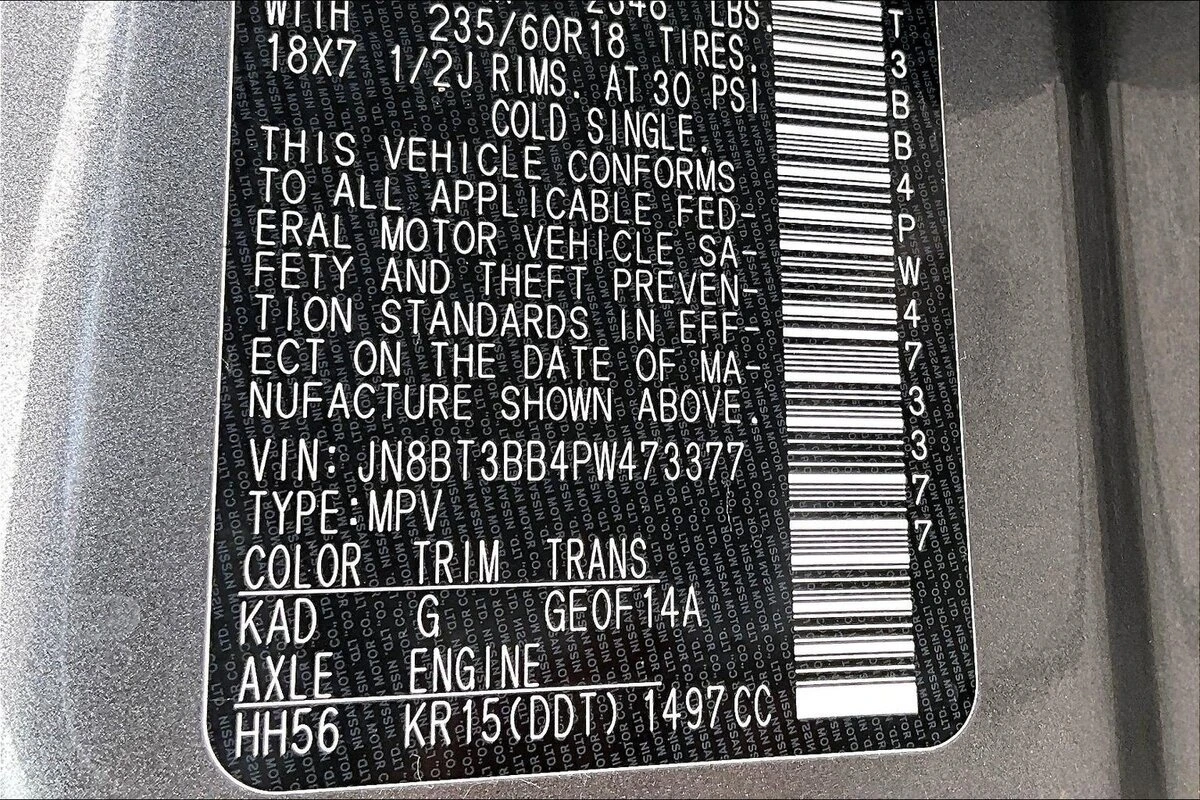 WITH 235/60R18 TIRES.
18X7 1/2J RIMS. AT 30 PSi
COLD SINGLE.
THIS VEHICLE CONFORMS
TO ALL APPLICABLE FED-
ERAL MOTOR VEHICLE SA-
FETY AND THEFT PREVEN-
TION STANDARDS IN EFF-
ECT ON THE DATE OF MA-
NUFACTURE SHOWN ABOVE.
VIN: JN8BT3BB4PW473377
TYPE:MPV
COLOR TRIM TRANS
KAD G GE0F14A
AXLE ENGINE
HH56 KR15(DDT) 1497CC
T3BB4PW473377